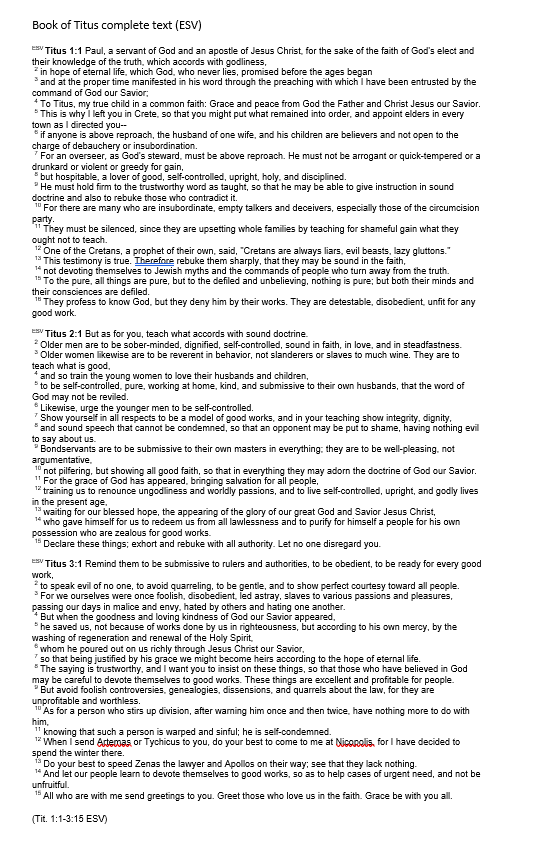 Book of Titus complete text (ESV)
ESV Titus 1:1 Paul, a servant of God and an apostle of Jesus Christ, for the sake of the faith of God's elect and
their knowledge of the truth, which accords with godliness,
2 in hope of eternal life, which God, who never lies, promised before the ages began
3 and at the proper time manifested in his word through the preaching with which I have been entrusted by the
command of God our Savior;
4 To Titus, my true child in a common faith: Grace and peace from God the Father and Christ Jesus our Savior.
5 This is why I left you in Crete, so that you might put what remained into order, and appoint elders in every
town as I directed you--
6 if anyone is above reproach, the husband of one wife, and his children are believers and not open to the
charge of debauchery or insubordination.
7 For an overseer, as God's steward, must be above reproach. He must not be arrogant or quick-tempered or a
drunkard or violent or greedy for gain,
8 but hospitable, a lover of good, self-controlled, upright, holy, and disciplined.
9 He must hold firm to the trustworthy word as taught, so that he may be able to give instruction in sound
doctrine and also to rebuke those who contradict it.
10 For there are many who are insubordinate, empty talkers and deceivers, especially those of the circumcision
party.
11 They must be silenced, since they are upsetting whole families by teaching for shameful gain what they
ought not to teach.
12 One of the Cretans, a prophet of their own, said, "Cretans are always liars, evil beasts, lazy gluttons."
13 This testimony is true. Therefore rebuke them sharply, that they may be sound in the faith,
14 not devoting themselves to Jewish myths and the commands of people who turn away from the truth.
15 To the pure, all things are pure, but to the defiled and unbelieving, nothing is pure; but both their minds and
their consciences are defiled.
16 They profess to know God, but they deny him by their works. They are detestable, disobedient, unfit for any
good work.
ESV Titus 2:1 But as for you, teach what accords with sound doctrine.
2 Older men are to be sober-minded, dignified, self-controlled, sound in faith, in love, and in steadfastness.
3 Older women likewise are to be reverent in behavior, not slanderers or slaves to much wine. They are to
teach what is good,
4 and so train the young women to love their husbands and children,
5 to be self-controlled, pure, working at home, kind, and submissive to their own husbands, that the word of
God may not be reviled.
6 Likewise, urge the younger men to be self-controlled.
7 Show yourself in all respects to be a model of good works, and in your teaching show integrity, dignity,
8 and sound speech that cannot be condemned, so that an opponent may be put to shame, having nothing evil
to say about us.
9 Bondservants are to be submissive to their own masters in everything; they are to be well-pleasing, not
argumentative,
10 not pilfering, but showing all good faith, so that in everything they may adorn the doctrine of God our Savior.
11 For the grace of God has appeared, bringing salvation for all people,
12 training us to renounce ungodliness and worldly passions, and to live self-controlled, upright, and godly lives
in the present age,
13 waiting for our blessed hope, the appearing of the glory of our great God and Savior Jesus Christ,
14 who gave himself for us to redeem us from all lawlessness and to purify for himself a people for his own
possession who are zealous for good works.
15 Declare these things; exhort and rebuke with all authority. Let no one disregard you.
ESV Titus 3:1 Remind them to be submissive to rulers and authorities, to be obedient, to be ready for every good
work,
2 to speak evil of no one, to avoid quarreling, to be gentle, and to show perfect courtesy toward all people.
3 For we ourselves were once foolish, disobedient, led astray, slaves to various passions and pleasures,
passing our days in malice and envy, hated by others and hating one another.
4 But when the goodness and loving kindness of God our Savior appeared,
5 he saved us, not because of works done by us in righteousness, but according to his own mercy, by the
washing of regeneration and renewal of the Holy Spirit,
6 whom he poured out on us richly through Jesus Christ our Savior,
7 so that being justified by his grace we might become heirs according to the hope of eternal life.
8 The saying is trustworthy, and I want you to insist on these things, so that those who have believed in God
may be careful to devote themselves to good works. These things are excellent and profitable for people.
9 But avoid foolish controversies, genealogies, dissensions, and quarrels about the law, for they are
unprofitable and worthless.
10 As for a person who stirs up division, after warning him once and then twice, have nothing more to do with
him,
11 knowing that such a person is warped and sinful; he is self-condemned.
12 When I send Artemas or Tychicus to you, do your best to come to me at Nicopolis, for I have decided to
spend the winter there.
13 Do your best to speed Zenas the lawyer and Apollos on their way; see that they lack nothing.
14 And let our people learn to devote themselves to good works, so as to help cases of urgent need, and not be
unfruitful.
15 All who are with me send greetings to you. Greet those who love us in the faith. Grace be with you all.
(Tit. 1:1-3:15 ESV)